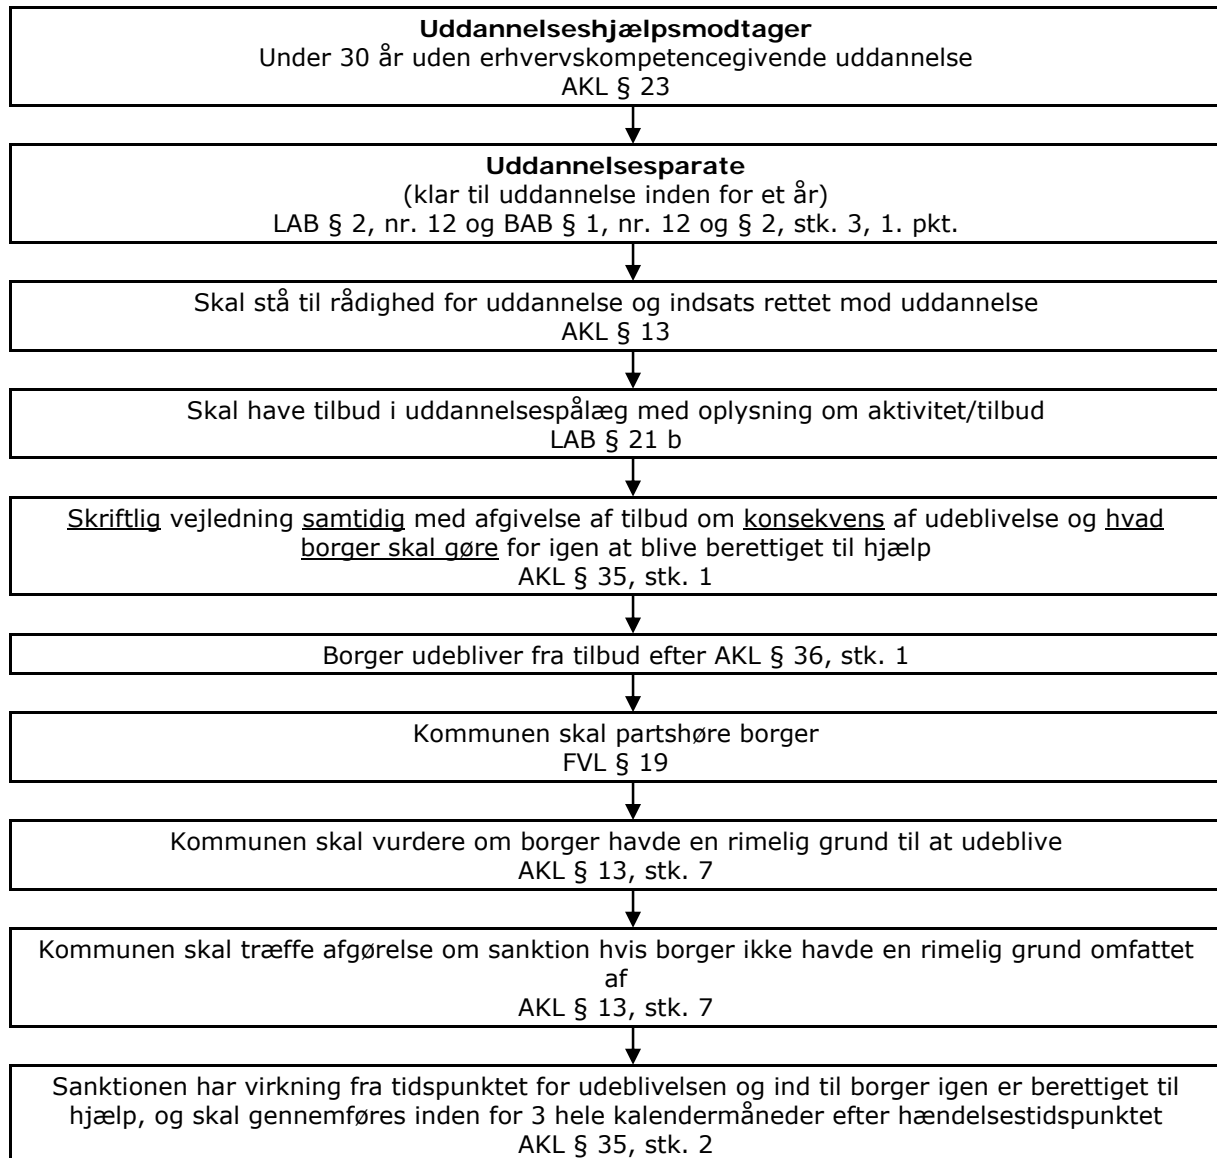 Uddannelseshjælpsmodtager
Under 30 år uden erhvervskompetencegivende uddannelse
AKL § 23
Uddannelsesparate
(klar til uddannelse inden for et år)
LAB § 2, nr. 12 og BAB § 1, nr. 12 og § 2, stk. 3, 1. pkt.
Skal stå til rådighed for uddannelse og indsats rettet mod uddannelse
AKL § 13
Skal have tilbud i uddannelsespålæg med oplysning om aktivitet/tilbud
LAB § 21 b
Skriftlig vejledning samtidig med afgivelse af tilbud om konsekvens af udeblivelse og hvad
borger skal gøre for igen at blive berettiget til hjælp
AKL § 35, stk. 1
Borger udebliver fra tilbud efter AKL § 36, stk. 1
Kommunen skal partshøre borger
FVL § 19
Kommunen skal vurdere om borger havde en rimelig grund til at udeblive
AKL § 13, stk. 7
Kommunen skal træffe afgørelse om sanktion hvis borger ikke havde en rimelig grund omfattet
af
AKL § 13, stk. 7
Sanktionen har virkning fra tidspunktet for udeblivelsen og ind til borger igen er berettiget til
hjælp, og skal gennemføres inden for 3 hele kalendermåneder efter hændelsestidspunktet
AKL § 35, stk. 2